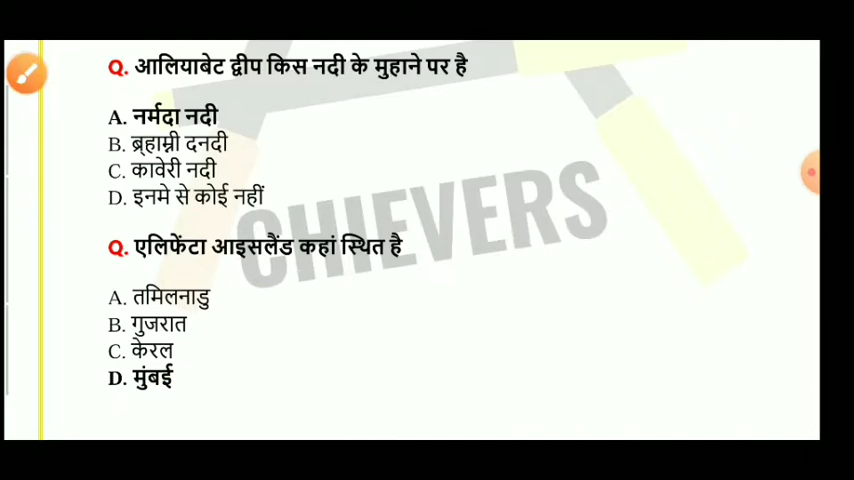 Q. आलियाबेट द्वीप किस नदी के मुहाने पर है
A. नर्मदा नदी
B. ब्रहाम्नी दनदी
C. कावेरी नदी
D. इनमे से कोई नहीं
CHIEVERS
Q. एलिफेंटा आइसलैंड कहां स्थित है
A. तमिलनाडु
B. गुजरात
C. केरल
D. मुंबई